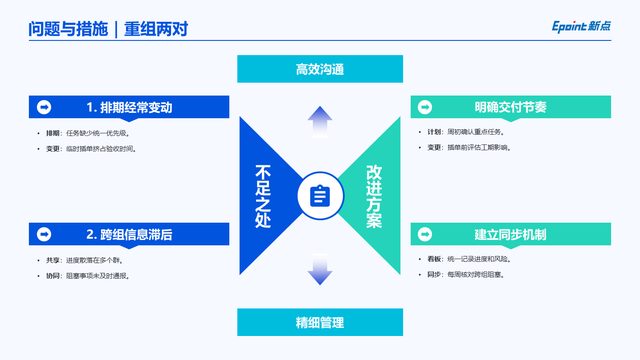 问题与措施｜重组两对
Epoint 新点
高效沟通
1. 排期经常变动
• 排期：任务缺少统一优先级。
• 变更：临时插单挤占验收时间。
明确交付节奏
• 计划：周初确认重点任务。
• 变更：插单前评估工期影响。
不足之处
改进方案
2. 跨组信息滞后
• 共享：进度散落在多个群。
• 协同：阻塞事项未及时通报。
建立同步机制
• 看板：统一记录进度和风险。
• 同步：每周核对跨组阻塞。
精细管理